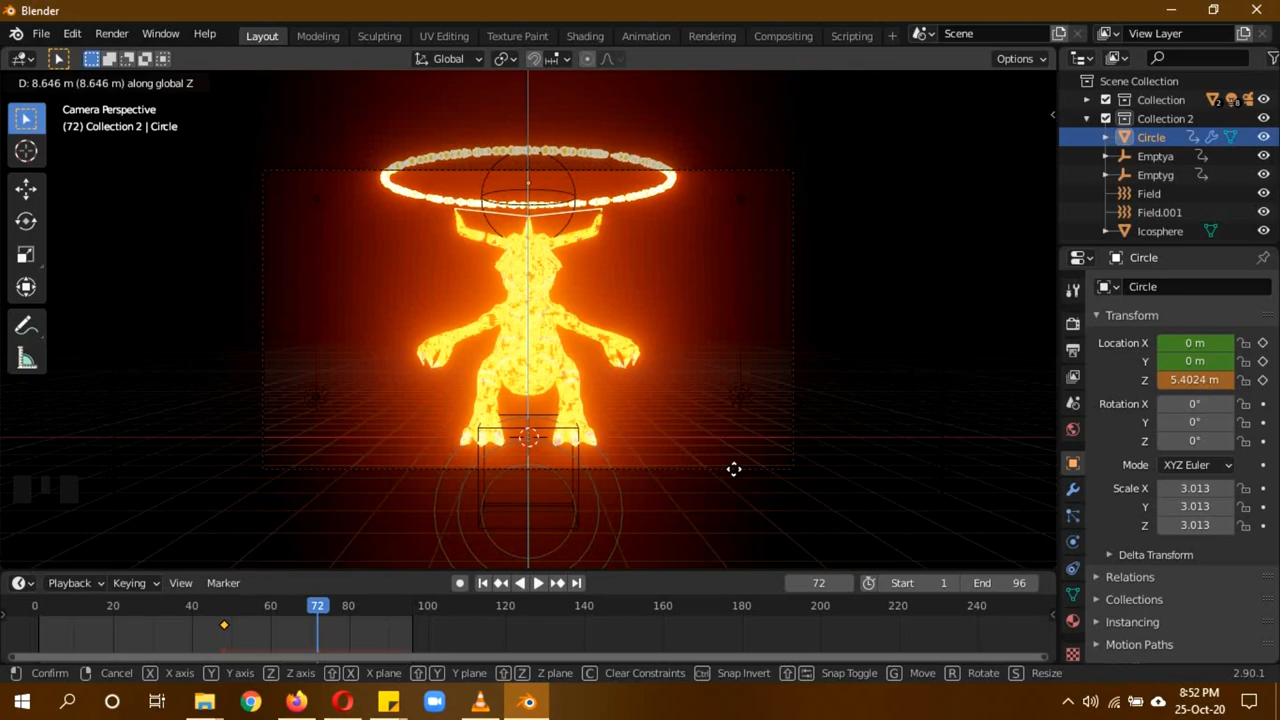 Blender
File Edit Render Window Help Layout Modeling Sculpting UV Editing Texture Paint Shading Animation Rendering Compositing Scripting + Scene View Layer
Global Options
D: 8.646 m (8.646 m) along global Z
Camera Perspective
(72) Collection 2 | Circle
Scene Collection
Collection 2 8
Collection 2
Circle
Emptya
Emptyg
Field
Field.001
Icosphere
Circle
Circle
Transform
Location X 0 m
Y 0 m
Z 5.4024 m
Rotation X 0°
Y 0°
Z 0°
Mode XYZ Euler
Scale X 3.013
Y 3.013
Z 3.013
Delta Transform
Relations
Collections
Instancing
Motion Paths
Playback Keying View Marker 72 Start 1 End 96
0 20 40 60 72 80 100 120 140 160 180 200 220 240
Confirm Cancel X X axis Y Y axis Z Z axis X X plane Y Y plane Z Z plane C Clear Constraints Ctrl Snap Invert Snap Toggle G Move R Rotate S Resize 2.90.1
8:52 PM
25-Oct-20